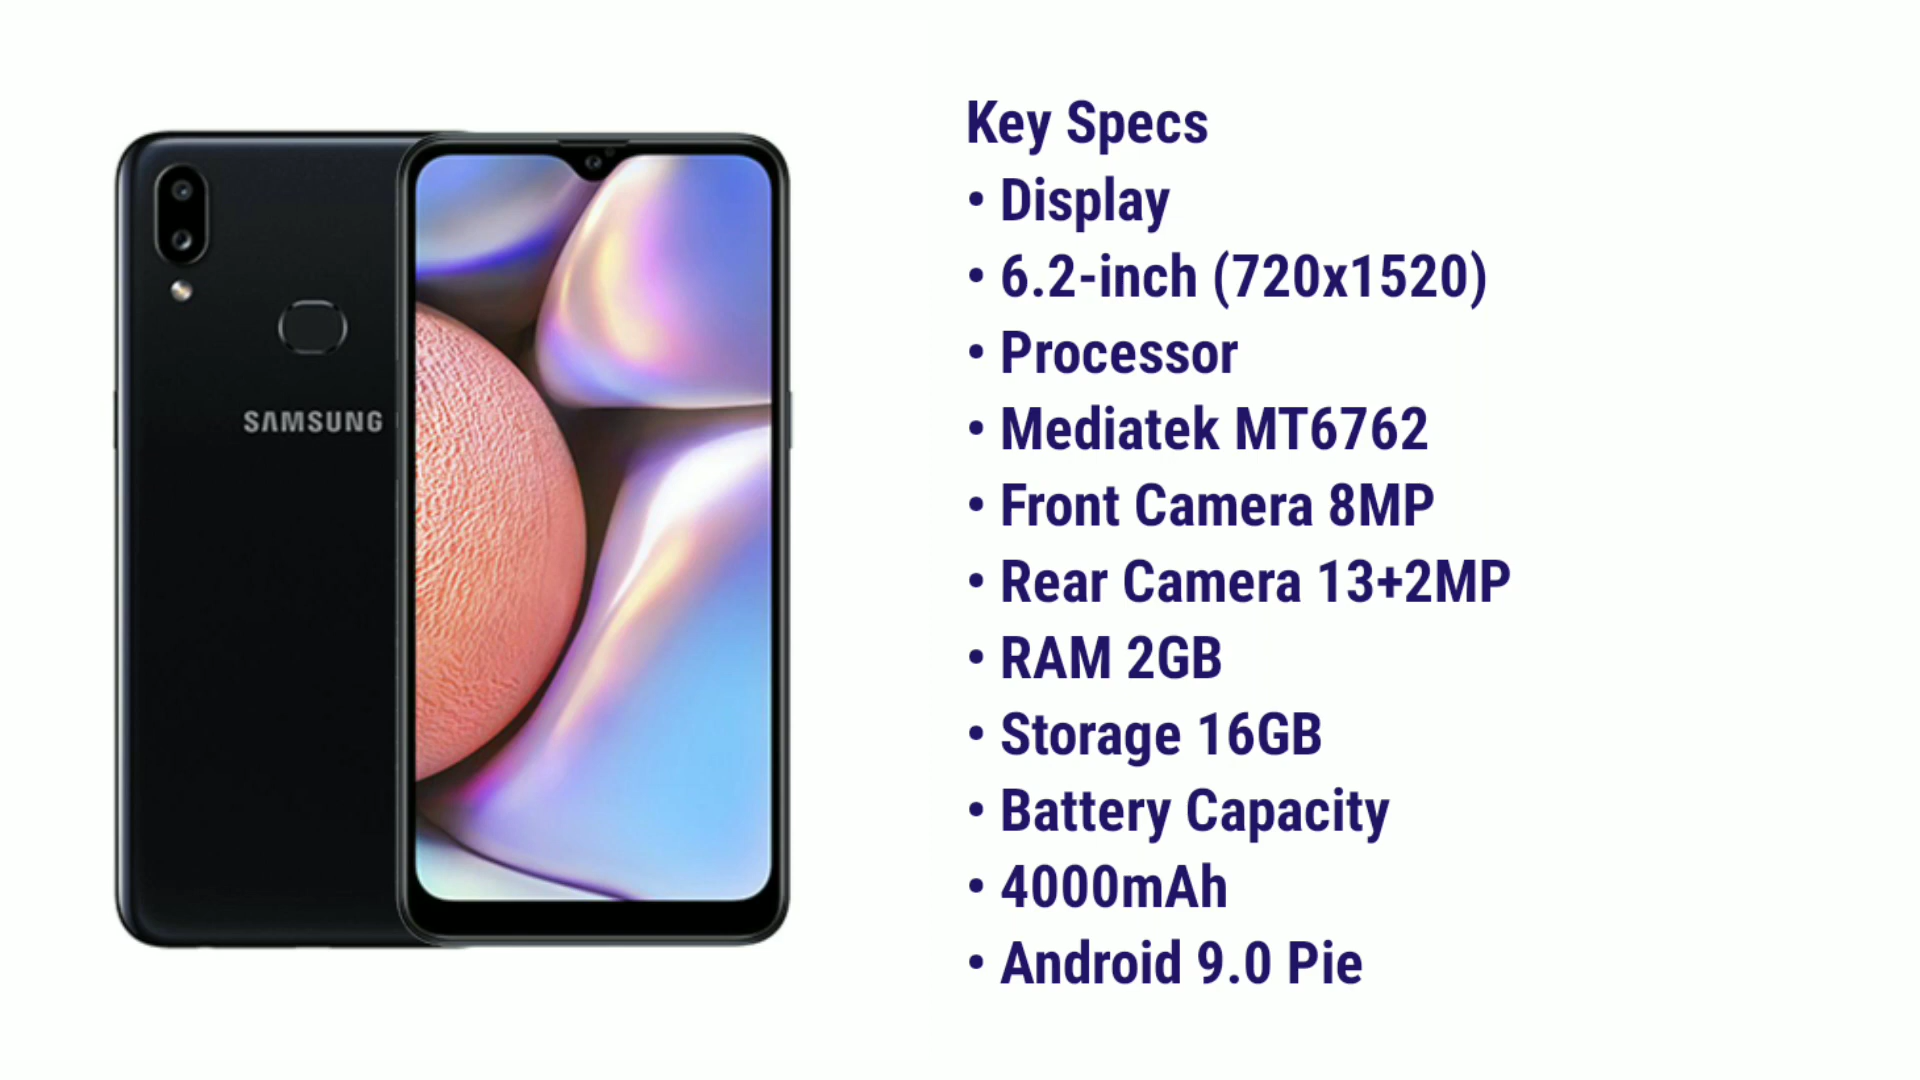 SAMSUNG
Key Specs
• Display
• 6.2-inch (720x1520)
• Processor
• Mediatek MT6762
• Front Camera 8MP
• Rear Camera 13+2MP
• RAM 2GB
• Storage 16GB
• Battery Capacity
• 4000mAh
• Android 9.0 Pie